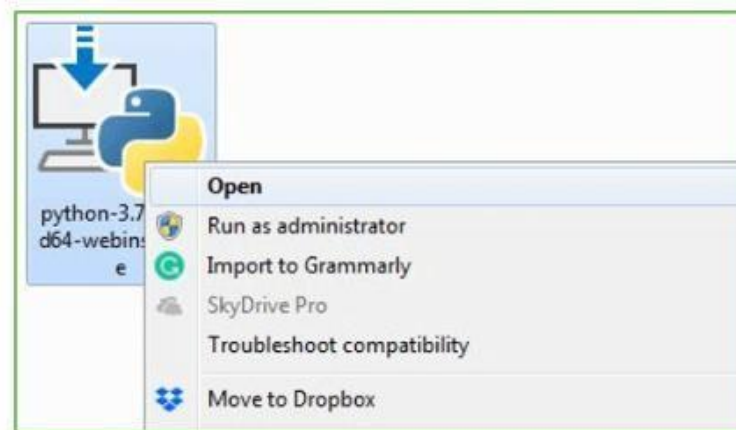 python-3.7
d64-webins
e
Open
Run as administrator
Import to Grammarly
SkyDrive Pro
Troubleshoot compatibility
Move to Dropbox